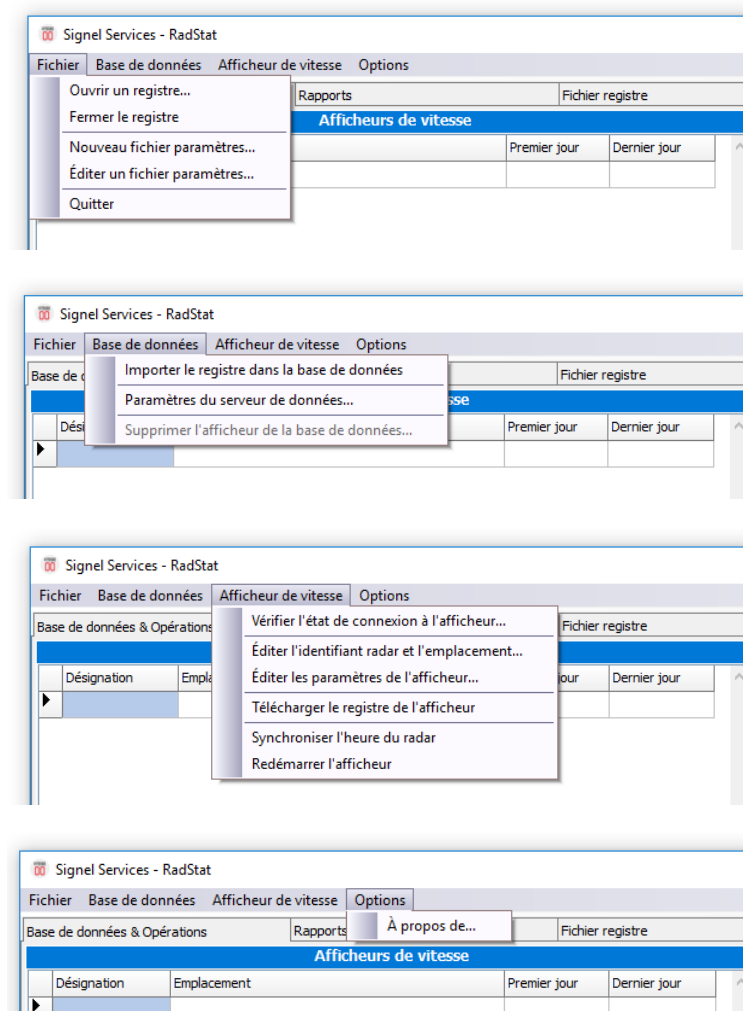 Signel Services - RadStat
Fichier Base de données Afficheur de vitesse Options
Ouvrir un registre...
Rapports Fichier registre
Fermer le registre
Afficheurs de vitesse
Nouveau fichier paramètres...
Premier jour Dernier jour
Éditer un fichier paramètres...
Quitter
Signel Services - RadStat
Fichier Base de données Afficheur de vitesse Options
Importer le registre dans la base de données
Base de Fichier registre
Paramètres du serveur de données...
Supprimer l'afficheur de la base de données...
Premier jour Dernier jour
Signel Services - RadStat
Fichier Base de données Afficheur de vitesse Options
Vérifier l'état de connexion à l'afficheur...
Base de données & Opérations Fichier registre
Éditer l'identifiant radar et l'emplacement...
Désignation Empla jour Dernier jour
Éditer les paramètres de l'afficheur...
Télécharger le registre de l'afficheur
Synchroniser l'heure du radar
Redémarrer l'afficheur
Signel Services - RadStat
Fichier Base de données Afficheur de vitesse Options
À propos de...
Base de données & Opérations Rapports Fichier registre
Afficheurs de vitesse
Désignation Emplacement Premier jour Dernier jour